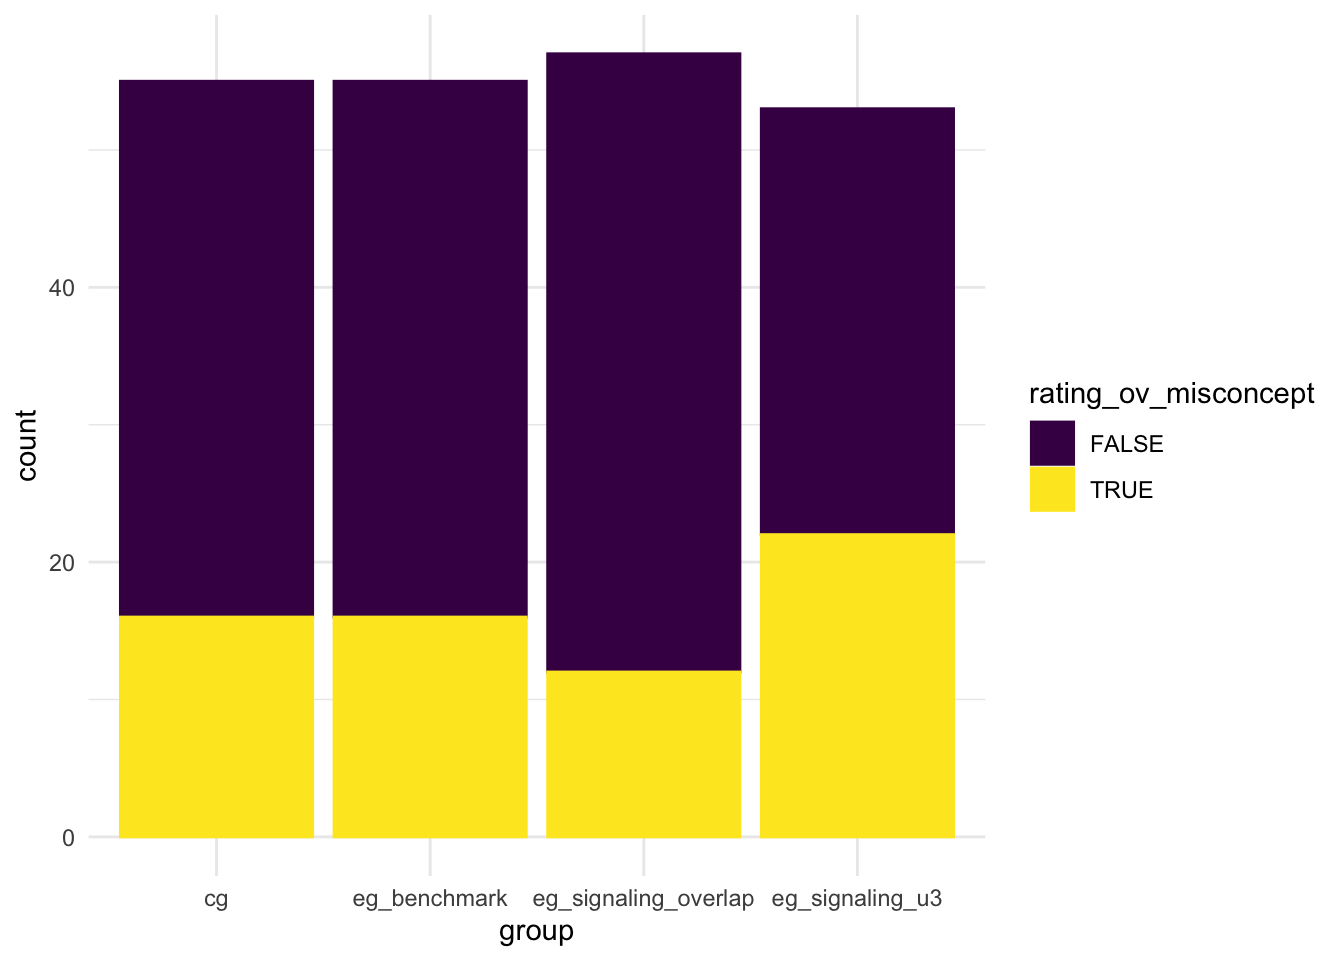 count
40
20
0
cg
eg_benchmark
eg_signaling_overlap
eg_signaling_u3
group
rating_ov_misconcept
FALSE
TRUE